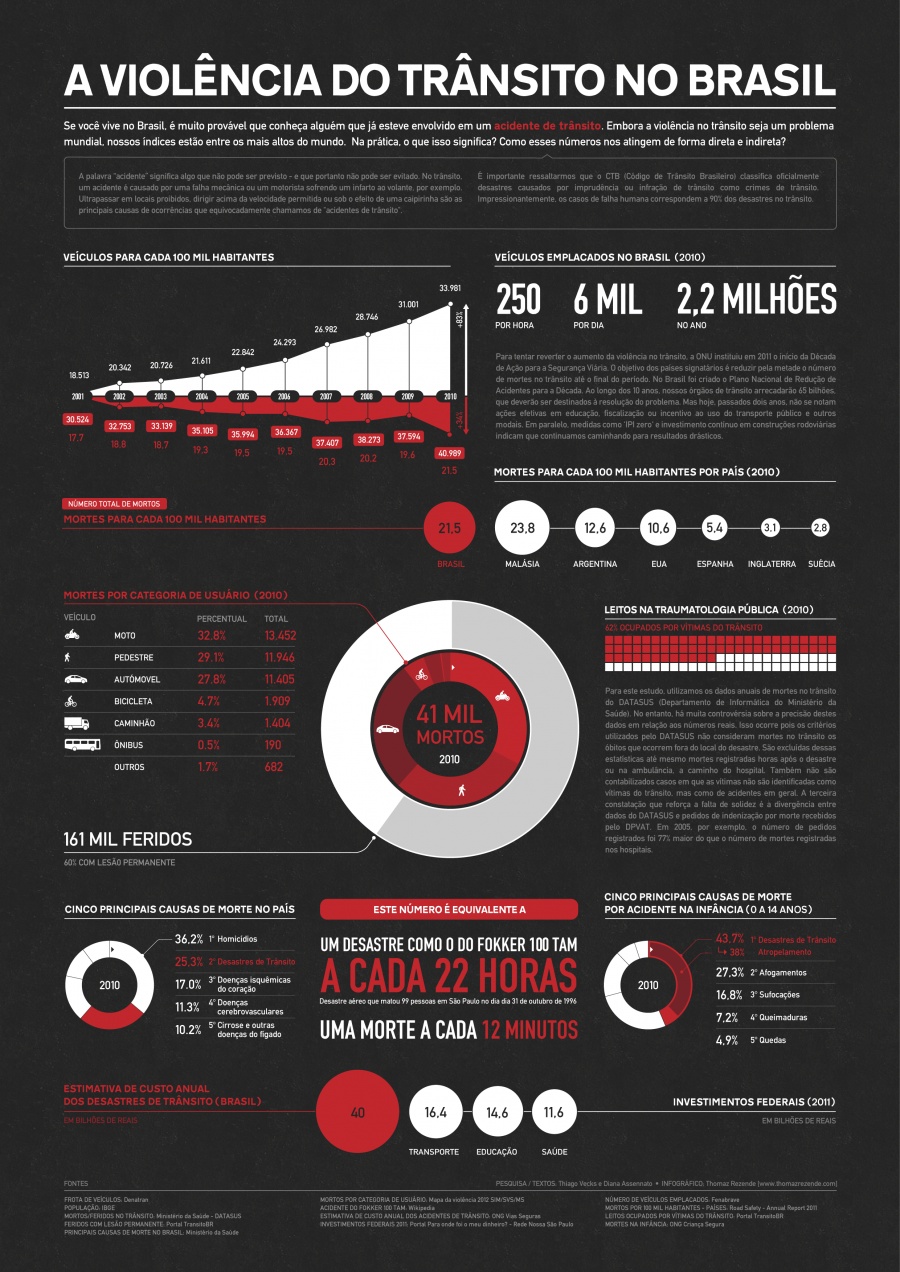 A VIOLÊNCIA DO TRÂNSITO NO BRASIL
Se você vive no Brasil, é muito provável que conheça alguém que já esteve envolvido em um acidente de trânsito. Embora a violência no trânsito seja um problema
mundial, nossos índices estão entre os mais altos do mundo. Na prática, o que isso significa? Como esses números nos atingem de forma direta e indireta?
A palavra "acidente" significa algo que não pode ser previsto - e que portanto não pode ser evitado. No trânsito,
um acidente é causado por uma falha mecânica ou um motorista sofrendo um infarto ao volante, por exemplo.
Ultrapassar em locais proibidos, dirigir acima da velocidade permitida ou sob o efeito de uma caipirinha são as
principais causas de ocorrências que equivocadamente chamamos de "acidentes de trânsito".
É importante ressaltarmos que o CTB (Código de Trânsito Brasileiro) classifica oficialmente
desastres causados por imprudência ou infração de trânsito como crimes de trânsito.
Impressionantemente, os casos de falha humana correspondem a 90% dos desastres no trânsito.
VEÍCULOS PARA CADA 100 MIL HABITANTES
18.513
20.342
20.726
21.611
22.842
24.293
26.982
28.746
31.001
33.981
+83%
2001
2002
2003
2004
2005
2006
2007
2008
2009
2010
+34%
30.524
32.753
33.139
35.105
35.994
36.367
37.407
38.273
37.594
40.989
17.7
18.8
18.7
19.3
19.5
19.5
20,3
20.2
19.6
21.5
NÚMERO TOTAL DE MORTOS
MORTES PARA CADA 100 MIL HABITANTES
21,5
BRASIL
VEÍCULOS EMPLACADOS NO BRASIL (2010)
250
POR HORA
6 MIL
POR DIA
2,2 MILHÕES
NO ANO
Para tentar reverter o aumento da violência no trânsito, a ONU instituiu em 2011 o início da Década
de Ação para a Segurança Viária. O objetivo dos países signatários é reduzir pela metade o número
de mortos no trânsito até o final do período. No Brasil foi criado o Plano Nacional de Redução de
Acidentes para a Década. Ao longo dos 10 anos, nossos órgãos de trânsito arrecadarão 65 bilhões,
que deverão ser destinados à resolução do problema. Mas hoje, passados dois anos, não se notam
ações efetivas em educação, fiscalização ou incentivo ao uso do transporte público e outros
modais. Em paralelo, medidas como 'IPI zero' e investimento contínuo em construções rodoviárias
indicam que continuamos caminhando para resultados drásticos.
MORTES PARA CADA 100 MIL HABITANTES POR PAÍS (2010)
23,8
12,6
10,6
5,4
3,1
2,8
MALÁSIA
ARGENTINA
EUA
ESPANHA
INGLATERRA
SUÉCIA
MORTES POR CATEGORIA DE USUÁRIO (2010)
VEÍCULO PERCENTUAL TOTAL
MOTO 32.8% 13.452
PEDESTRE 29.1% 11.946
AUTÓMOVEL 27.8% 11.405
BICICLETA 4.7% 1.909
CAMINHÃO 3.4% 1.404
ÔNIBUS 0.5% 190
OUTROS 1.7% 682
161 MIL FERIDOS
60% COM LESÃO PERMANENTE
41 MIL
MORTOS
2010
LEITOS NA TRAUMATOLOGIA PÚBLICA (2010)
62% OCUPADOS POR VÍTIMAS DO TRÂNSITO
Para este estudo, utilizamos os dados anuais de mortes no trânsito
do DATASUS (Departamento de Informática do Ministério da
Saúde). No entanto, há muita controvérsia sobre a precisão destes
dados em relação aos números reais. Isso ocorre pois os critérios
utilizados pelo DATASUS não consideram mortes no trânsito os
óbitos que ocorrem fora do local do desastre. São excluídas dessas
estatísticas até mesmo mortes registradas horas após o desastre
ou na ambulância, a caminho do hospital. Também não são
contabilizados casos em que as vítimas não são identificadas como
vítimas do trânsito, mas como de acidentes em geral. A terceira
constatação que reforça a falta de solidez é a divergência entre
dados do DATASUS e pedidos de indenização por morte recebidos
pelo DPVAT. Em 2005, por exemplo, o número de pedidos
registrados foi 77% maior do que o número de mortes registradas
nos hospitais.
CINCO PRINCIPAIS CAUSAS DE MORTE NO PAÍS
2010
36.2% 1º Homicídios
25.3% 2º Desastres de Trânsito
17.0% 3º Doenças isquêmicas
do coração
11.3% 4º Doenças
cerebrovasculares
10.2% 5º Cirrose e outras
doenças do fígado
ESTE NÚMERO É EQUIVALENTE A
UM DESASTRE COMO O DO FOKKER 100 TAM
A CADA 22 HORAS
Desastre aéreo que matou 99 pessoas em São Paulo no dia dia 31 de outubro de 1996
UMA MORTE A CADA 12 MINUTOS
CINCO PRINCIPAIS CAUSAS DE MORTE
POR ACIDENTE NA INFÂNCIA (0 A 14 ANOS)
2010
43,7% 1º Desastres de Trânsito
38% Atropelamento
27,3% 2º Afogamentos
16,8% 3º Sufocações
7,2% 4º Queimaduras
4,9% 5º Quedas
ESTIMATIVA DE CUSTO ANUAL
DOS DESASTRES DE TRÂNSITO (BRASIL)
EM BILHÕES DE REAIS
40
16.4
14,6
11,6
TRANSPORTE
EDUCAÇÃO
SAÚDE
INVESTIMENTOS FEDERAIS (2011)
EM BILHÕES DE REAIS
FONTES
PESQUISA / TEXTOS: Thiago Veçks e Diana Assennato • INFOGRÁFICO: Thomaz Rezende (www.thomazrezende.com)
FROTA DE VEÍCULOS: Denatran
POPULAÇÃO: IBGE
MORTOS/FERIDOS NO TRÂNSITO: Ministério da Saúde - DATASUS
FERIDOS COM LESÃO PERMANENTE: Portal TransitoBR
PRINCIPAIS CAUSAS DE MORTE NO BRASIL: Ministério da Saúde
MORTOS POR CATEGORIA DE USUÁRIO: Mapa da violência 2012 SIM/SVS/MS
ACIDENTE DO FOKKER 100 TAM: Wikipedia
ESTIMATIVA DE CUSTO ANUAL DOS ACIDENTES DE TRÂNSITO: ONG Vias Seguras
INVESTIMENTOS FEDERAIS 2011: Portal Para onde foi o meu dinheiro? - Rede Nossa São Paulo
NÚMERO DE VEÍCULOS EMPLACADOS: Fenabrave
MORTOS POR 100 MIL HABITANTES - PAÍSES: Road Safety - Annual Report 2011
LEITOS OCUPADOS POR VÍTIMAS DO TRÂNSITO: Portal TransitoBR
MORTES NA INFÂNCIA: ONG Criança Segura